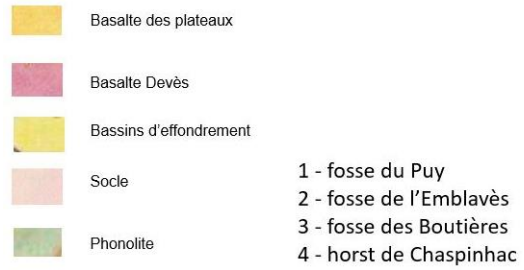 Basalte des plateaux
Basalte Devès
Bassins d'effondrement
Socle
Phonolite
1 - fosse du Puy
2 - fosse de l'Emblavès
3 - fosse des Boutières
4 - horst de Chaspinhac